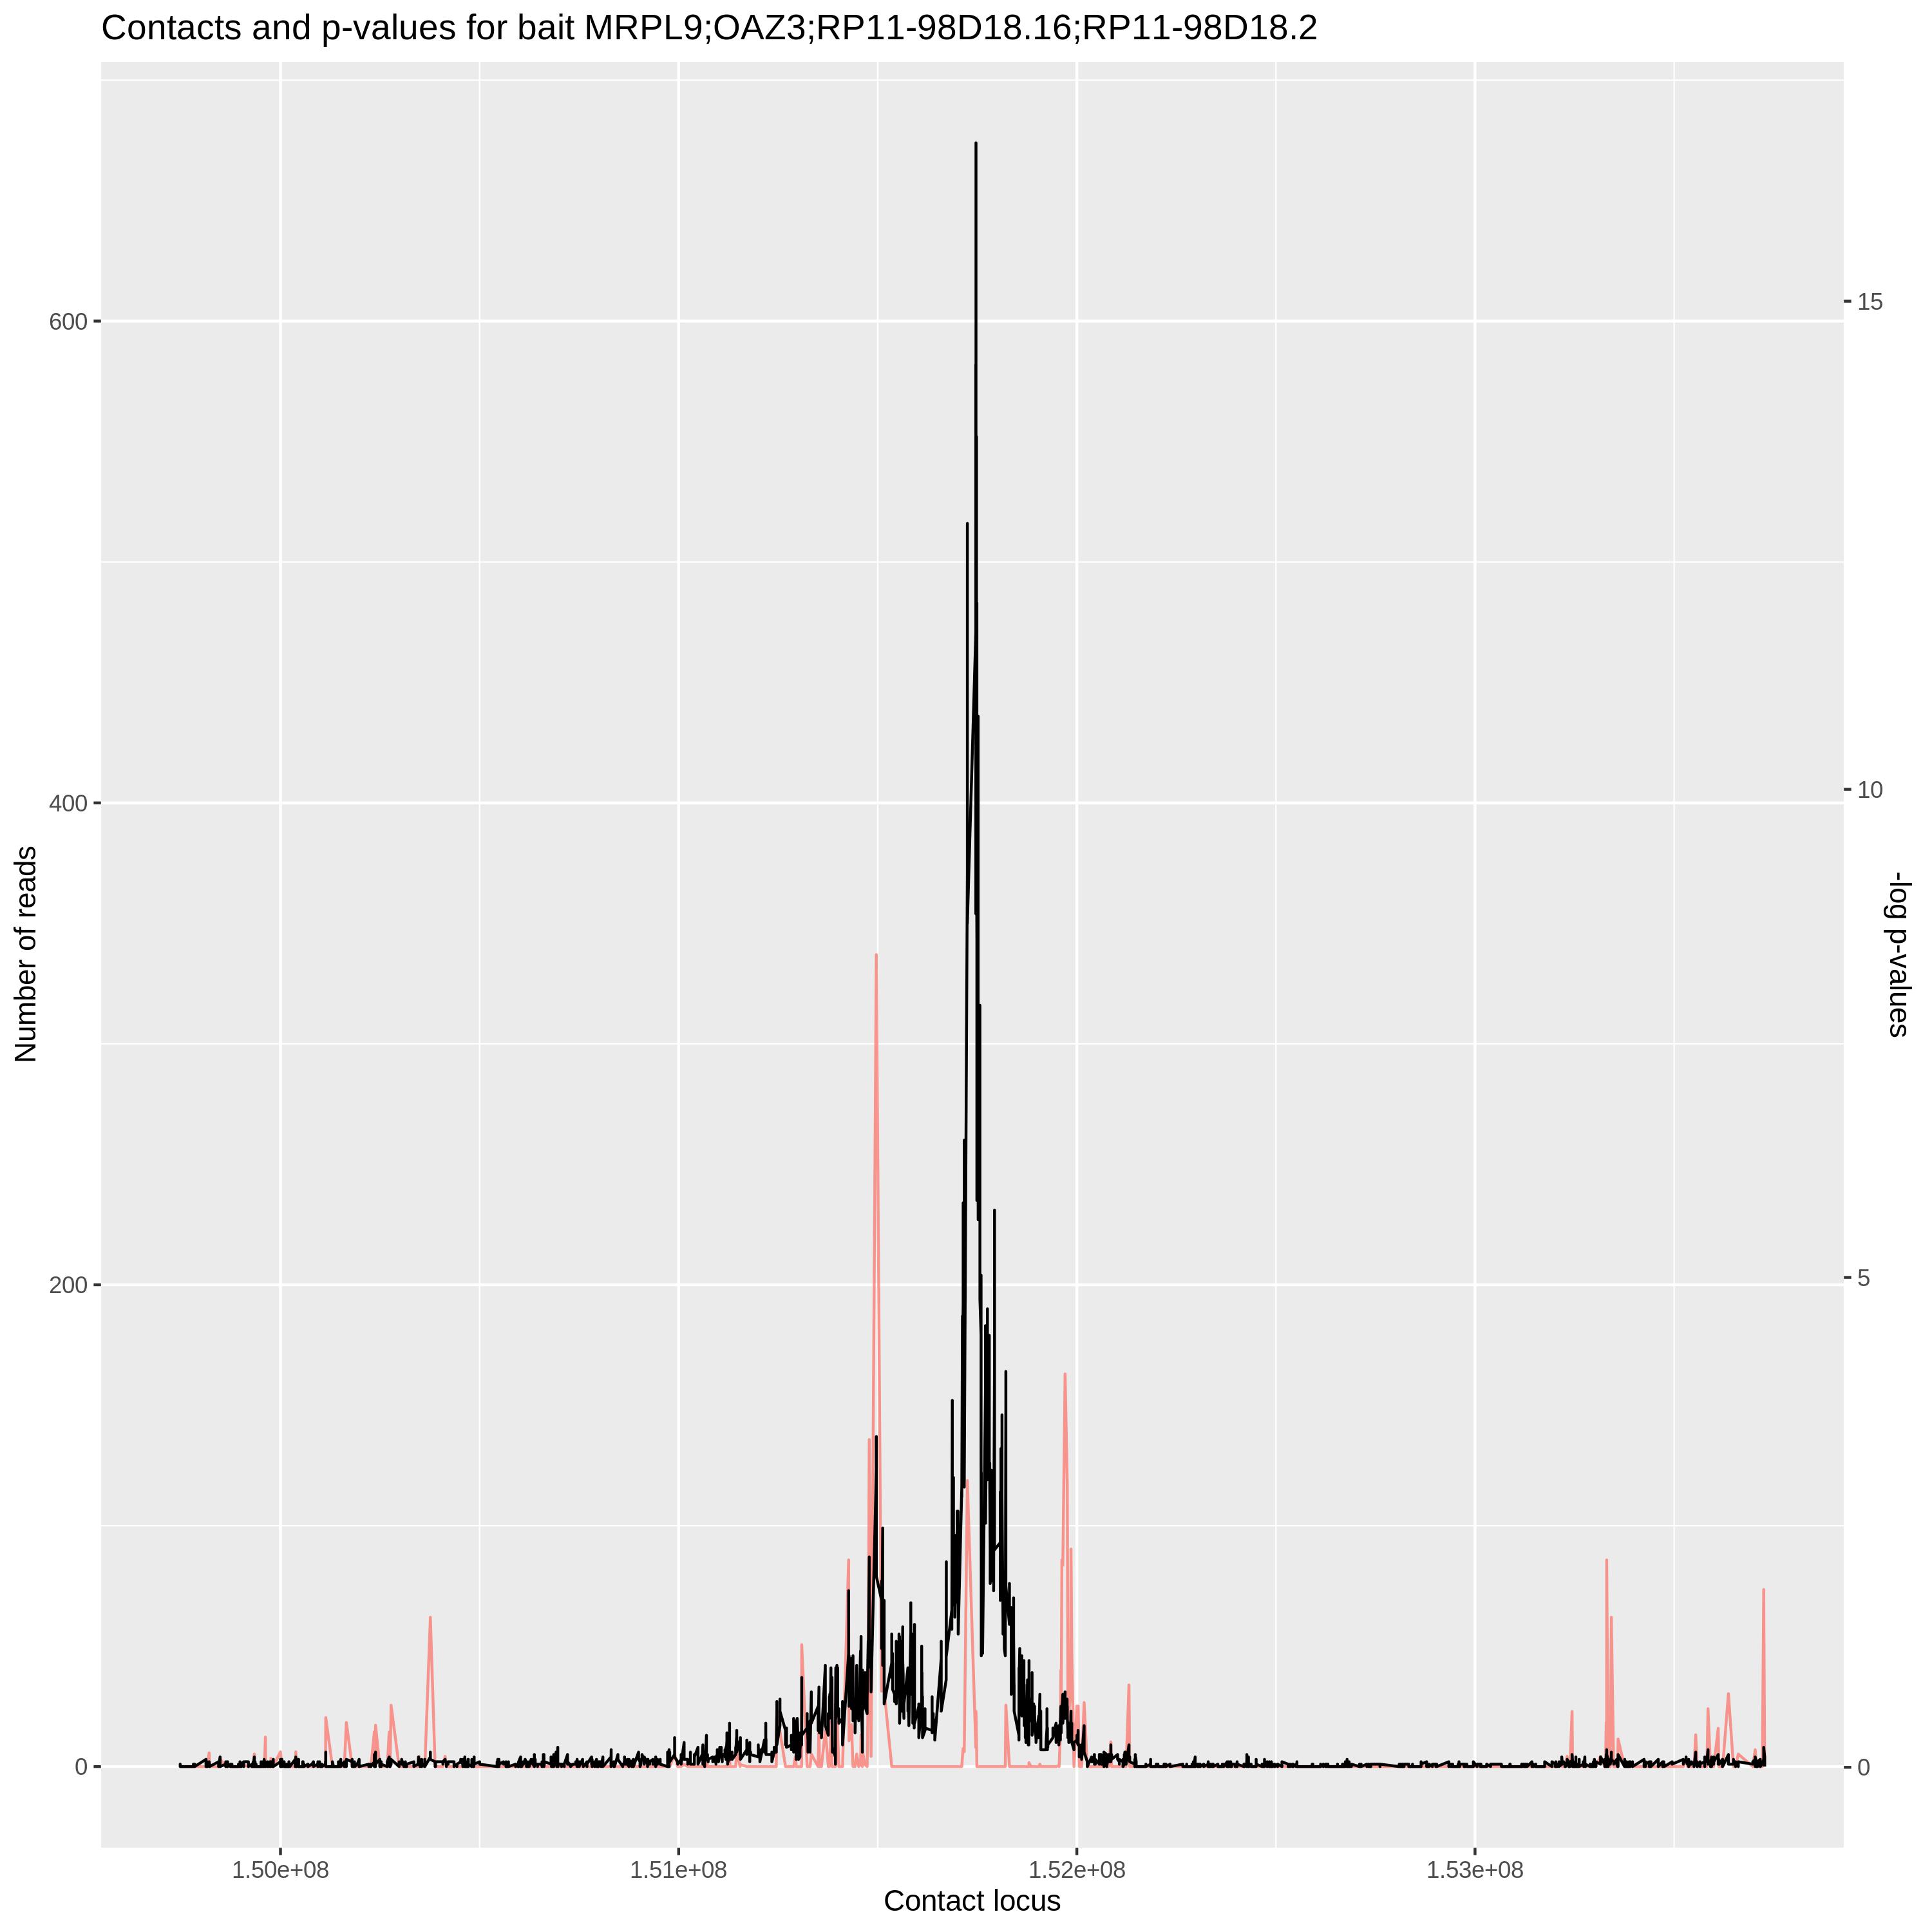 Contacts and p-values for bait MRPL9;OAZ3;RP11-98D18.16;RP11-98D18.2
Number of reads
600
400
200
0
15
10
5
0
-log p-values
1.50e+08
1.51e+08
1.52e+08
1.53e+08
Contact locus